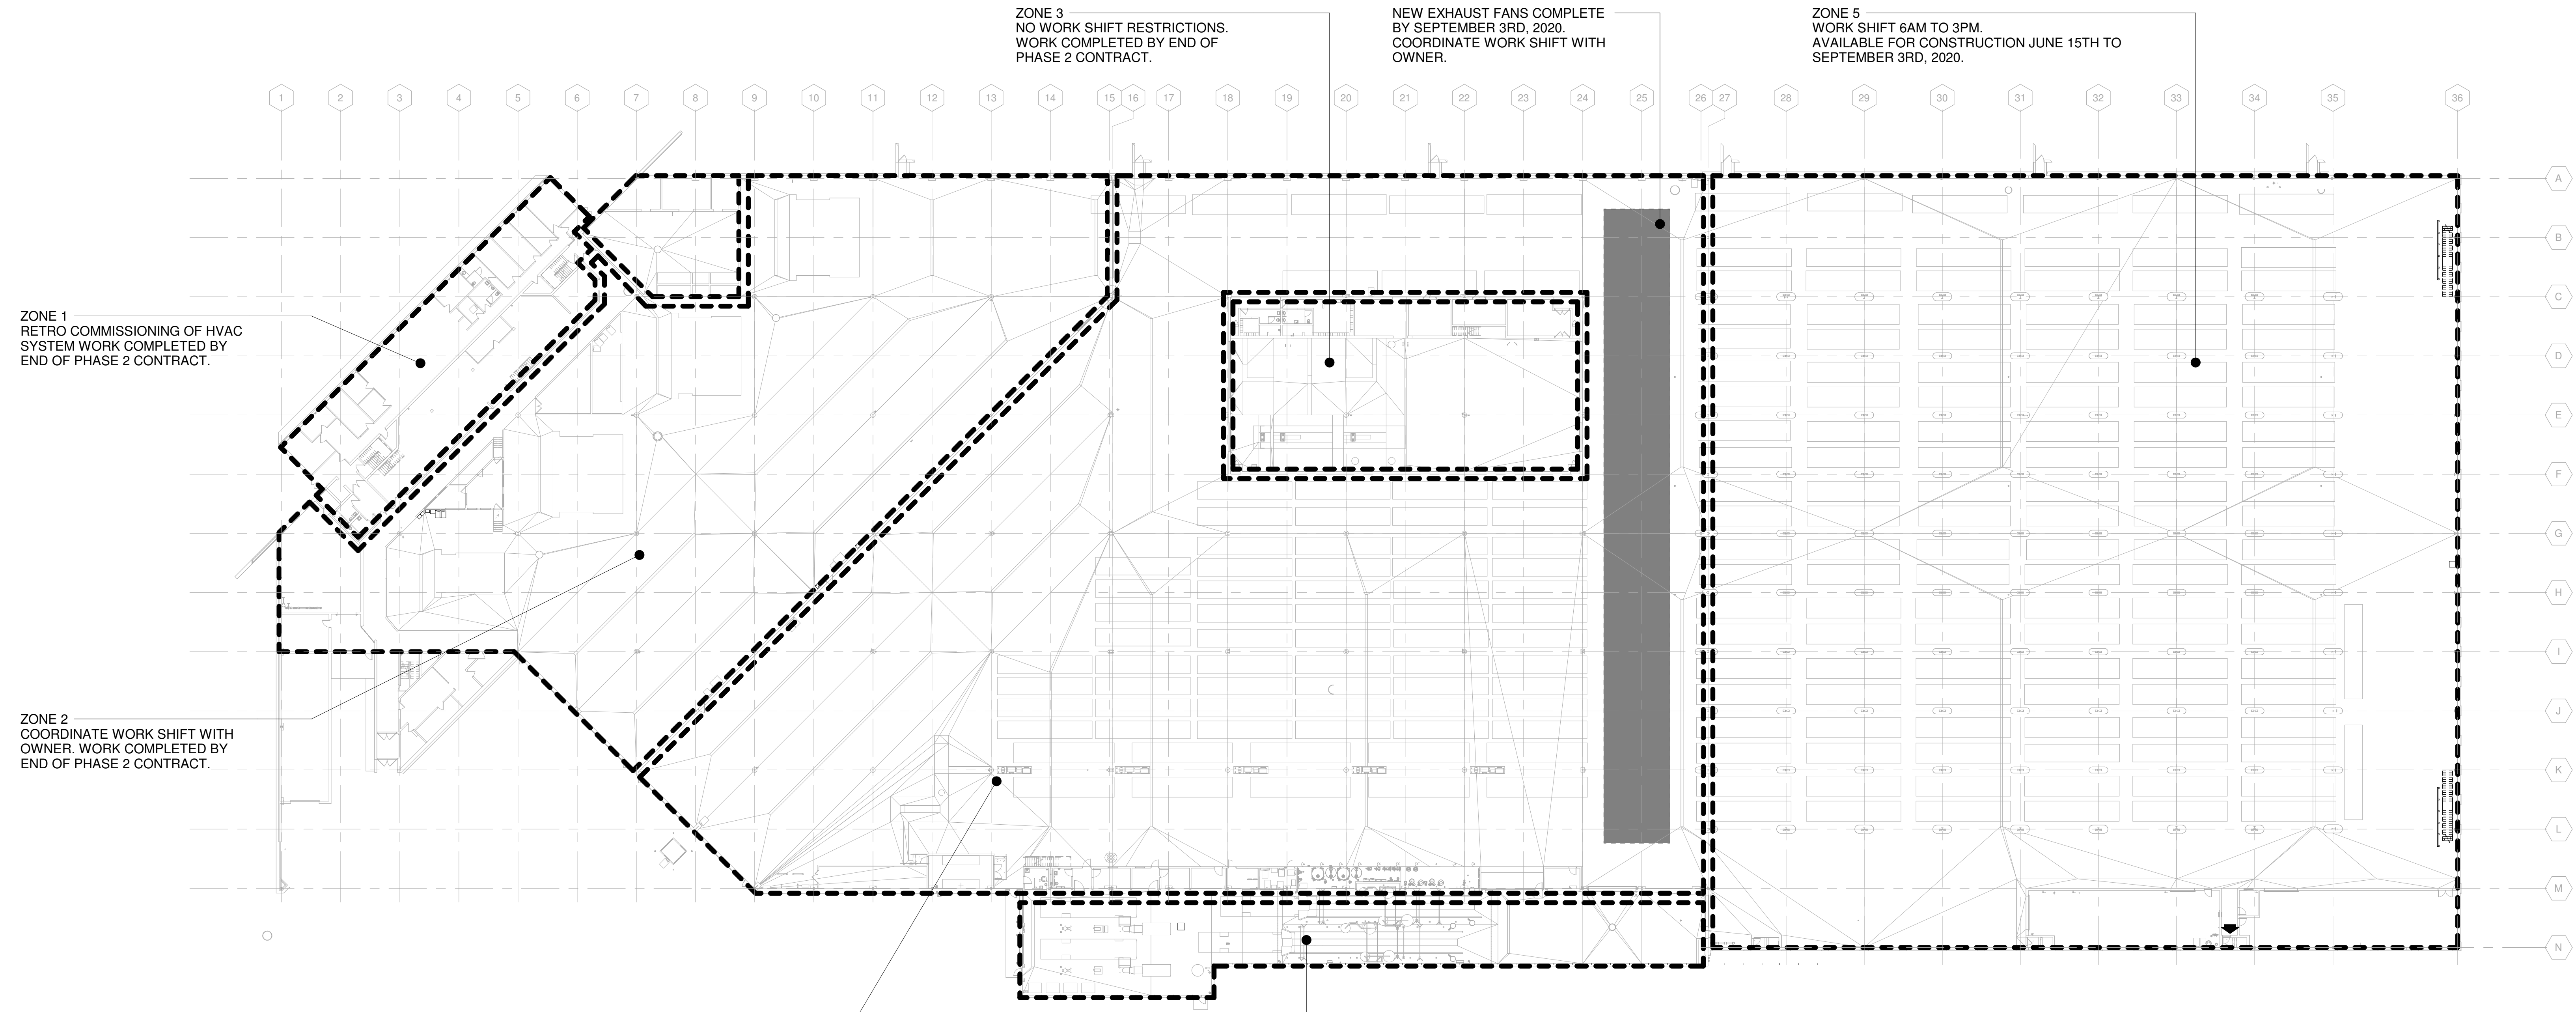 ZONE 3
NO WORK SHIFT RESTRICTIONS.
WORK COMPLETED BY END OF
PHASE 2 CONTRACT.
NEW EXHAUST FANS COMPLETE
BY SEPTEMBER 3RD, 2020.
COORDINATE WORK SHIFT WITH
OWNER.
ZONE 5
WORK SHIFT 6AM TO 3PM.
AVAILABLE FOR CONSTRUCTION JUNE 15TH TO
SEPTEMBER 3RD, 2020.
1 2 3 4 5 6 7 8 9 10 11 12 13 14 15 16 17 18 19 20 21 22 23 24 25 26 27 28 29 30 31 32 33 34 35 36
A
B
C
ZONE 1
RETRO COMMISSIONING OF HVAC
SYSTEM WORK COMPLETED BY
END OF PHASE 2 CONTRACT.
D
E
F
G
H
I
J
ZONE 2
COORDINATE WORK SHIFT WITH
OWNER. WORK COMPLETED BY
END OF PHASE 2 CONTRACT.
K
L
M
N